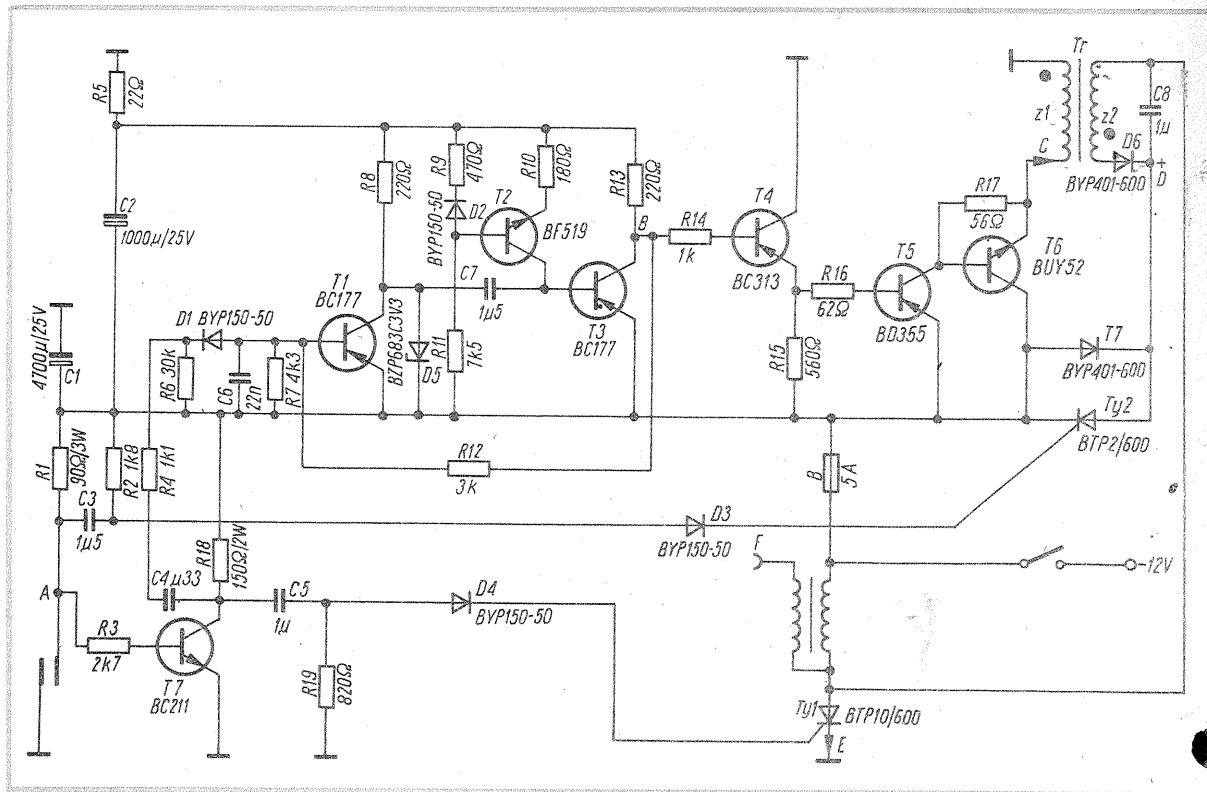 R5
22Ω
C2
1000µ/25V
4700µ/25V
C1
R8
220Ω
R9
470Ω
R10
180Ω
R13
220Ω
D2
BYP150-50
T2
BF519
B
R14
1k
T4
BC313
R16
62Ω
R15
560Ω
T5
BD355
R17
56Ω
T6
BUY52
Tr
z1
z2
C
C8
1µ
D6
+
D
BYP401-600
T7
BYP401-600
Ty2
BTP2/600
T1
BC177
D1 BYP150-50
C7
1µ5
T3
BC177
R6 30k
C6
22n
R7 4k3
BZP683C3V3
D5
R11
7k5
R1
90Ω/3W
R2 1k8
R4 1k1
R12
3k
B
5A
C3
1µ5
R18
150Ω/2W
D3
BYP150-50
F
-12V
A
C4 µ33
C5
1µ
D4
BYP150-50
R3
2k7
T7
BC211
R19
820Ω
Ty1
BTP10/600
E